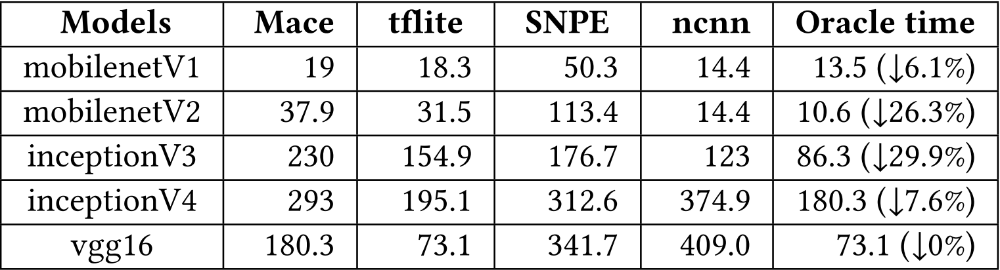 Models Mace tflite SNPE ncnn Oracle time
mobilenetV1 19 18.3 50.3 14.4 13.5 (↓6.1%)
mobilenetV2 37.9 31.5 113.4 14.4 10.6 (↓26.3%)
inceptionV3 230 154.9 176.7 123 86.3 (↓29.9%)
inceptionV4 293 195.1 312.6 374.9 180.3 (↓7.6%)
vgg16 180.3 73.1 341.7 409.0 73.1 (↓0%)